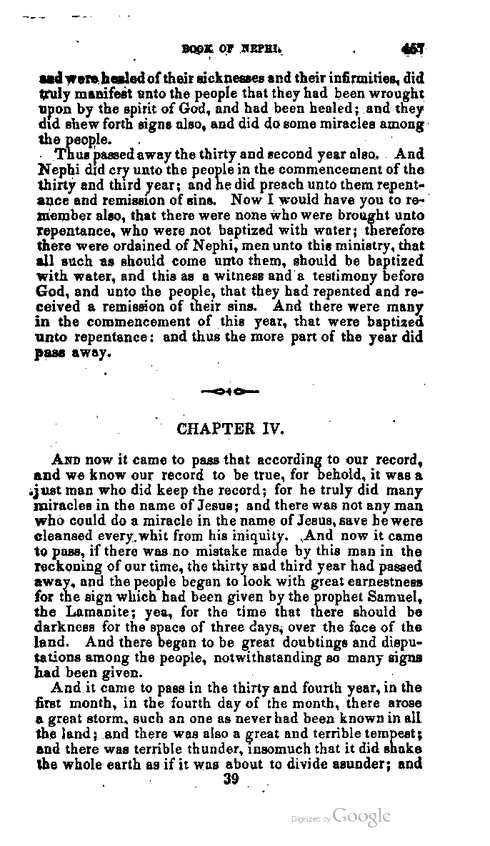 BOOK OF NEPHI. 457
and were healed of their sicknesses and their infirmities, did
truly manifest unto the people that they had been wrought
upon by the spirit of God, and had been healed; and they
did shew forth signs also, and did do some miracles among
the people.
Thus passed away the thirty and second year also. And
Nephi did cry unto the people in the commencement of the
thirty and third year; and he did preach unto them repent-
ance and remission of sins. Now I would have you to re-
member also, that there were none who were brought unto
repentance, who were not baptized with water; therefore
there were ordained of Nephi, men unto this ministry, that
all such as should come unto them, should be baptized
with water, and this as a witness and a testimony before
God, and unto the people, that they had repented and re-
ceived a remission of their sins. And there were many
in the commencement of this year, that were baptized
unto repentance: and thus the more part of the year did
pass away.
CHAPTER IV.
AND now it came to pass that according to our record,
and we know our record to be true, for behold, it was a
just man who did keep the record; for he truly did many
miracles in the name of Jesus; and there was not any man
who could do a miracle in the name of Jesus, save he were
cleansed every whit from his iniquity. And now it came
to pass, if there was no mistake made by this man in the
reckoning of our time, the thirty and third year had passed
away, and the people began to look with great earnestness
for the sign which had been given by the prophet Samuel,
the Lamanite; yea, for the time that there should be
darkness for the space of three days, over the face of the
land. And there began to be great doubtings and dispu-
tations among the people, notwithstanding so many signs
had been given.
And it came to pass in the thirty and fourth year, in the
first month, in the fourth day of the month, there arose
a great storm, such an one as never had been known in all
the land; and there was also a great and terrible tempest;
and there was terrible thunder, insomuch that it did shake
the whole earth as if it was about to divide asunder; and
39
Digitized by Google